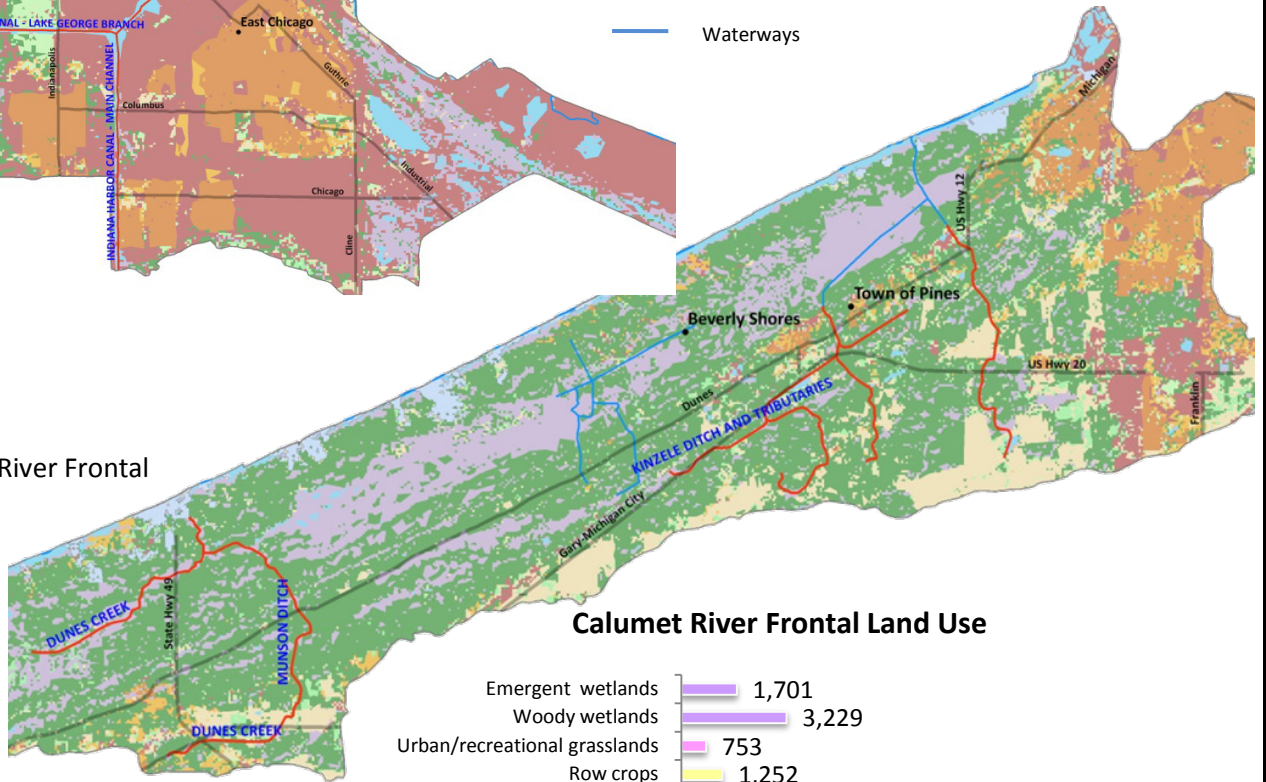 NAL - LAKE GEORGE BRANCH
East Chicago
Indianapolis
Guthrie
INDIANA HARBOR CANAL - MAIN CHANNEL
Columbus
Industrial
Chicago
Cline
Waterways
Michigan
US Hwy 12
Town of Pines
Beverly Shores
US Hwy 20
Dunes
Franklin
KINZELE DITCH AND TRIBUTARIES
River Frontal
Gary-Michigan City
State Hwy 49
DUNES CREEK
MUNSON DITCH
DUNES CREEK
Calumet River Frontal Land Use
Emergent wetlands 1,701
Woody wetlands 3,229
Urban/recreational grasslands 753
Row crops 1,252